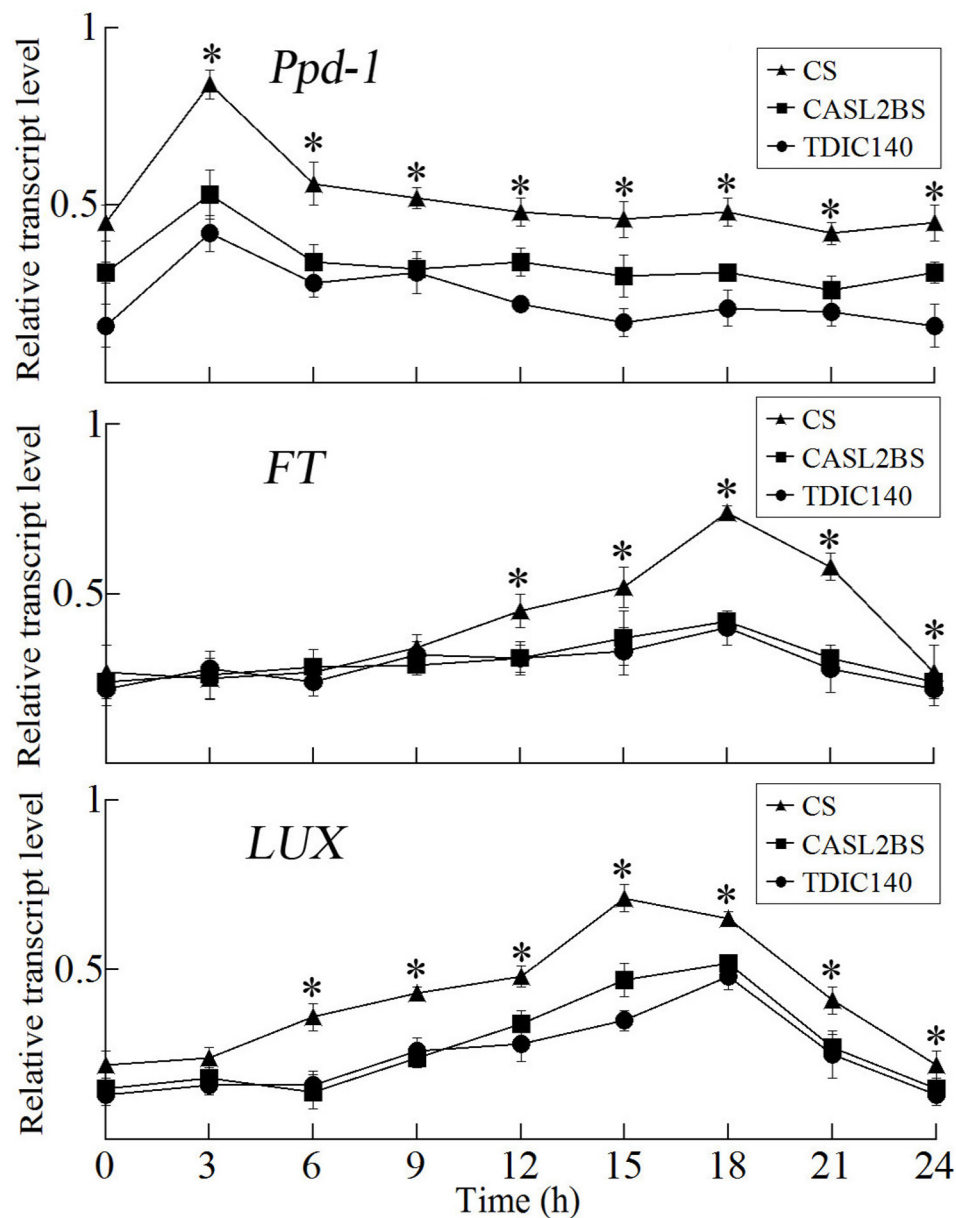 Relative transcript level
1
0.5
Ppd-1
CS
CASL2BS
TDIC140
*
*
*
*
*
*
*
*
Relative transcript level
1
0.5
FT
CS
CASL2BS
TDIC140
*
*
*
*
*
Relative transcript level
1
0.5
LUX
CS
CASL2BS
TDIC140
*
*
*
*
*
*
*
0 3 6 9 12 15 18 21 24
Time (h)